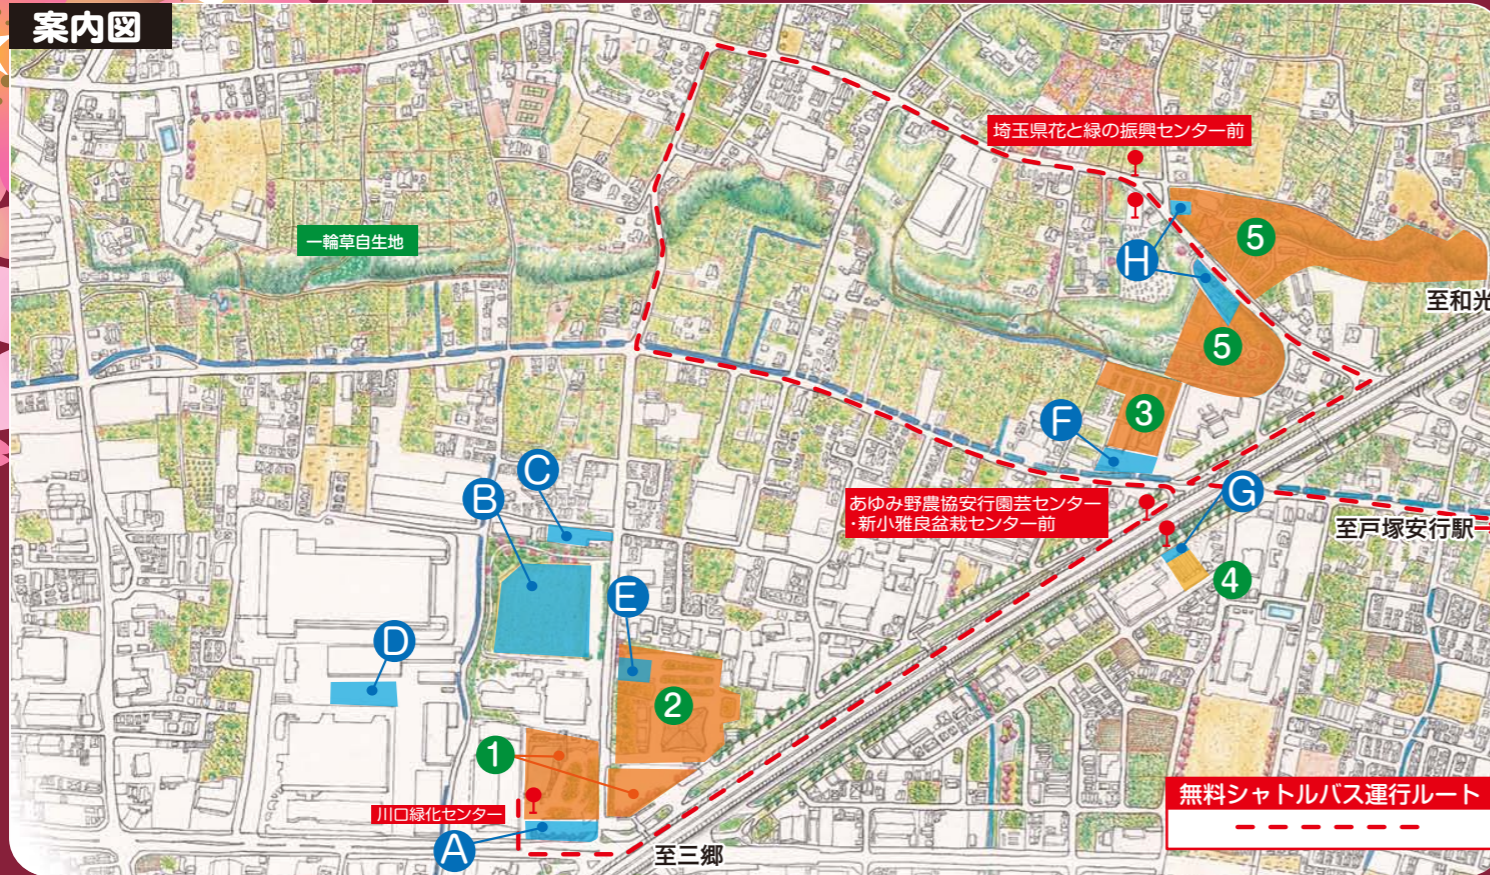 案内図
埼玉県花と緑の振興センター前
5
一輪草自生地
H
至和光
5
3
F
C
B
G
あゆみ野農協安行園芸センター
・新小雅良盆栽センター前
至戸塚安行駅
4
E
D
2
1
無料シャトルバス運行ルート
川口緑化センター
A
至三郷